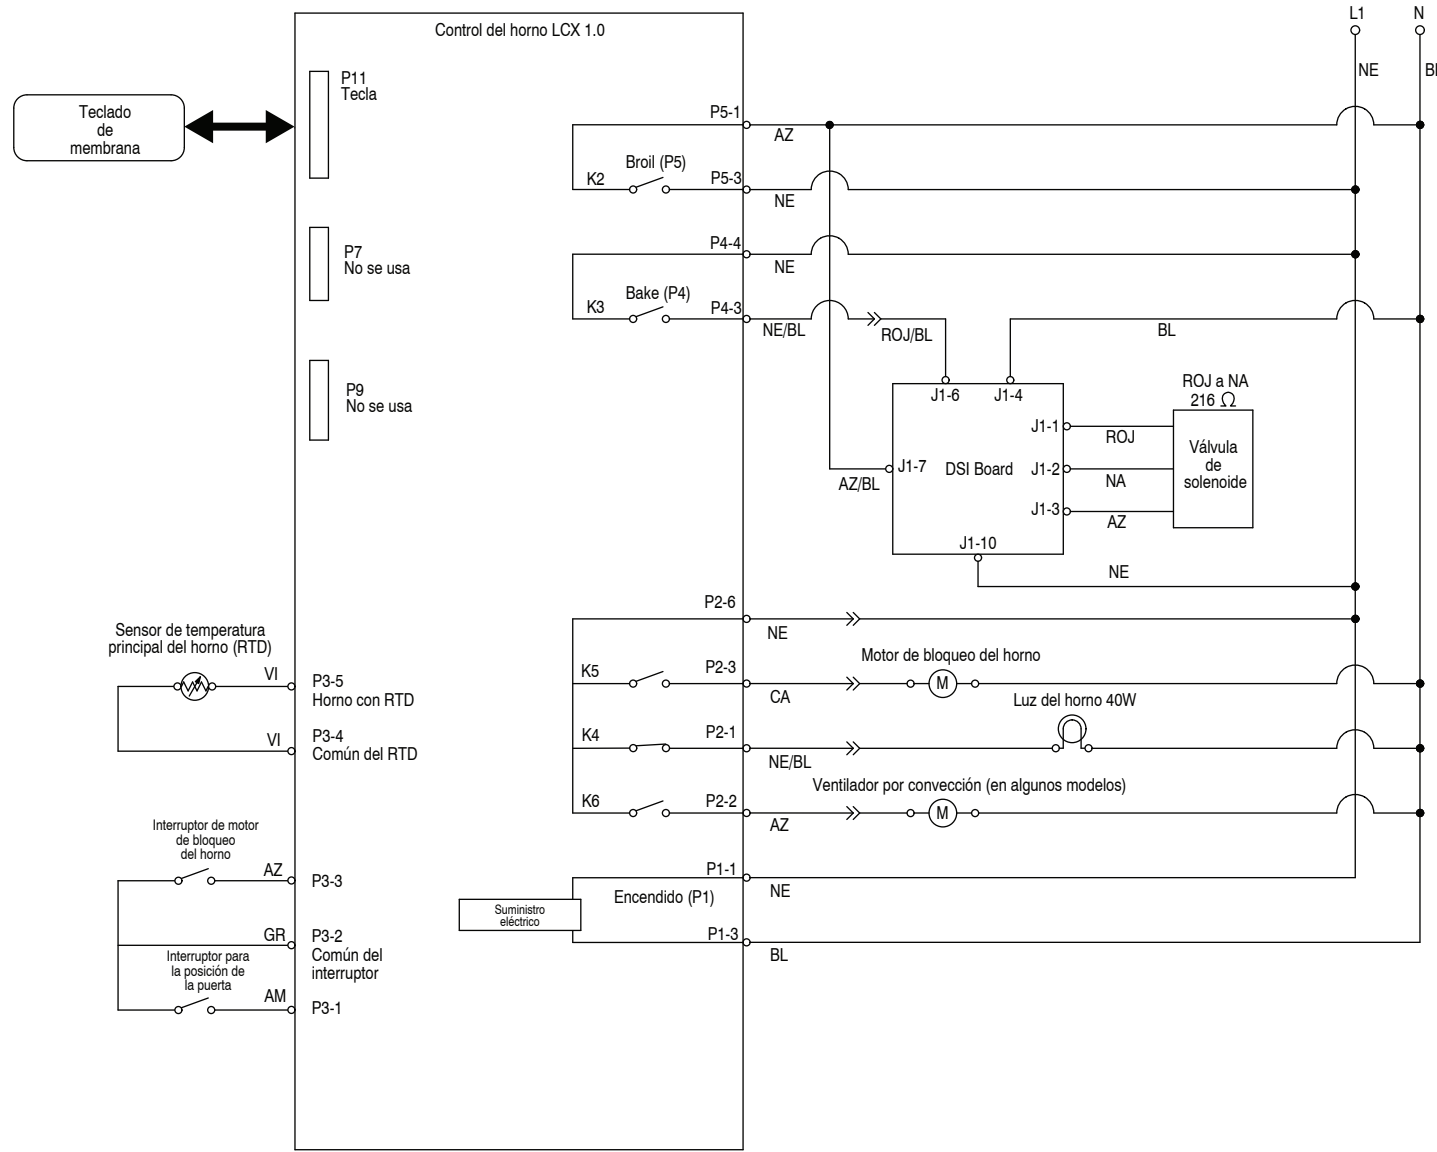 Control del horno LCX 1.0
L1
N
NE
Bl
P11
Tecla
Teclado
de
membrana
P5-1
AZ
Broil (P5)
K2
P5-3
NE
P7
No se usa
P4-4
NE
Bake (P4)
K3
P4-3
NE/BL
ROJ/BL
BL
P9
No se usa
J1-6
J1-4
ROJ a NA
216 Ω
J1-1
ROJ
Válvula
de
solenoide
J1-7
DSI Board
J1-2
NA
AZ/BL
J1-3
AZ
J1-10
NE
P2-6
NE
Sensor de temperatura
principal del horno (RTD)
VI
P3-5
Horno con RTD
K5
P2-3
CA
Motor de bloqueo del horno
M
Luz del horno 40W
VI
P3-4
Común del RTD
K4
P2-1
NE/BL
Ventilador por convección (en algunos modelos)
K6
P2-2
AZ
M
Interruptor de motor
de bloqueo
del horno
AZ
P3-3
P1-1
NE
Encendido (P1)
Suministro
eléctrico
P1-3
BL
GR
P3-2
Común del
interruptor
Interruptor para
la posición de
la puerta
AM
P3-1